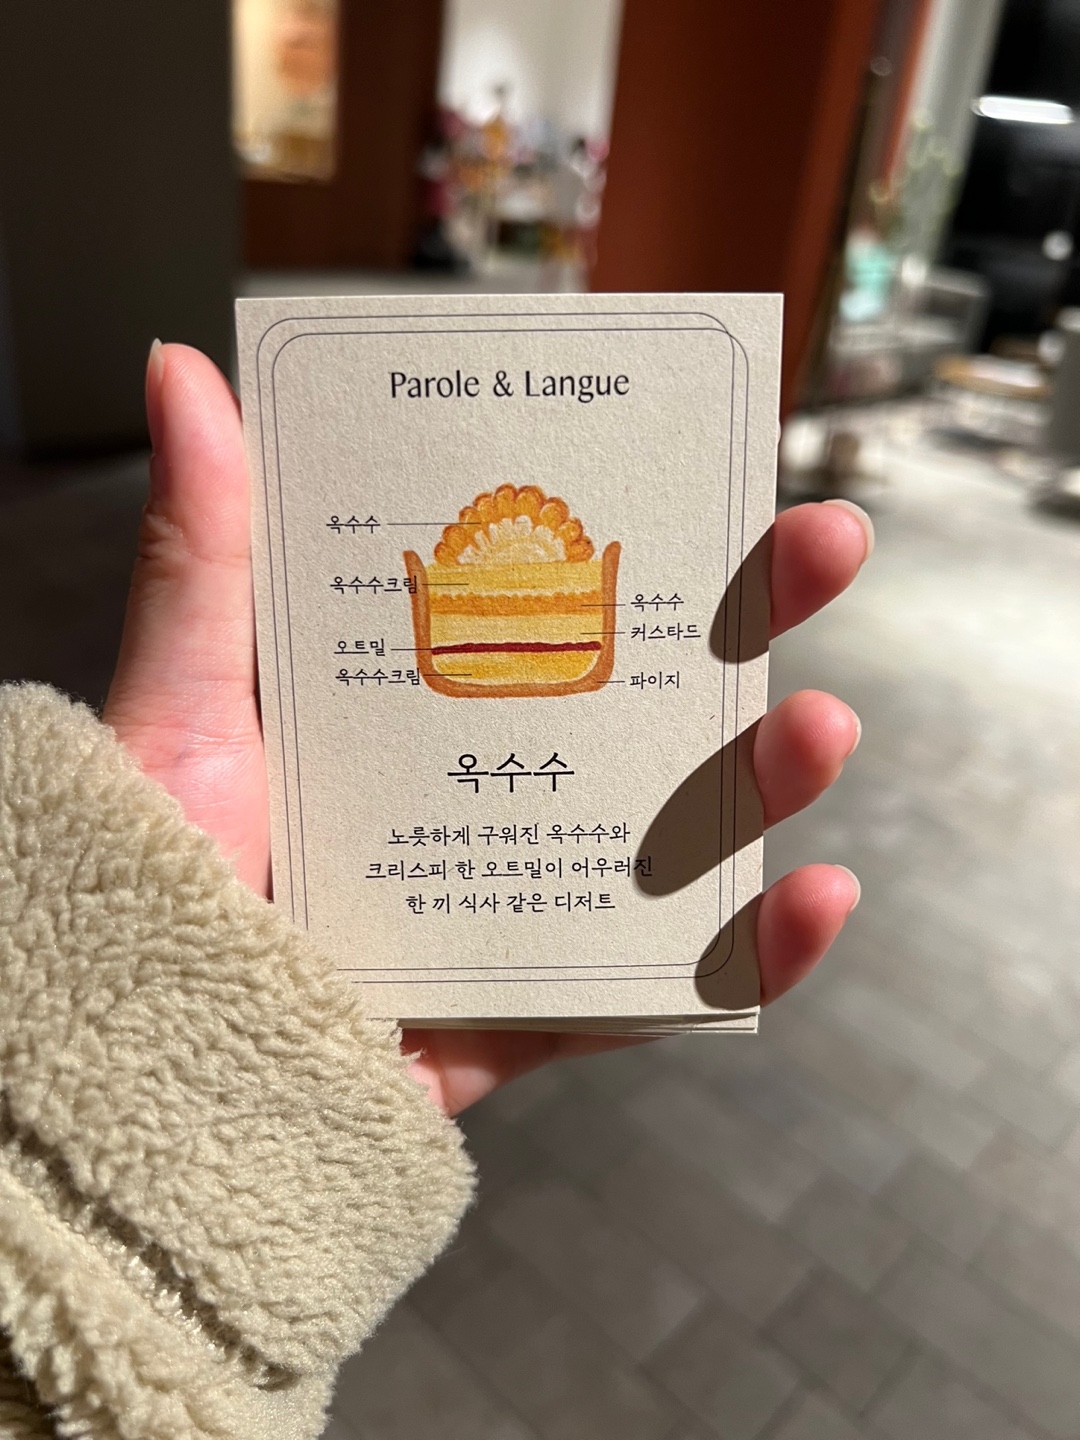 Parole & Langue
옥수수
옥수수크림
옥수수
커스타드
오트밀
옥수수크림
파이지
옥수수
노릇하게 구워진 옥수수와
크리스피 한 오트밀이 어우러진
한 끼 식사 같은 디저트